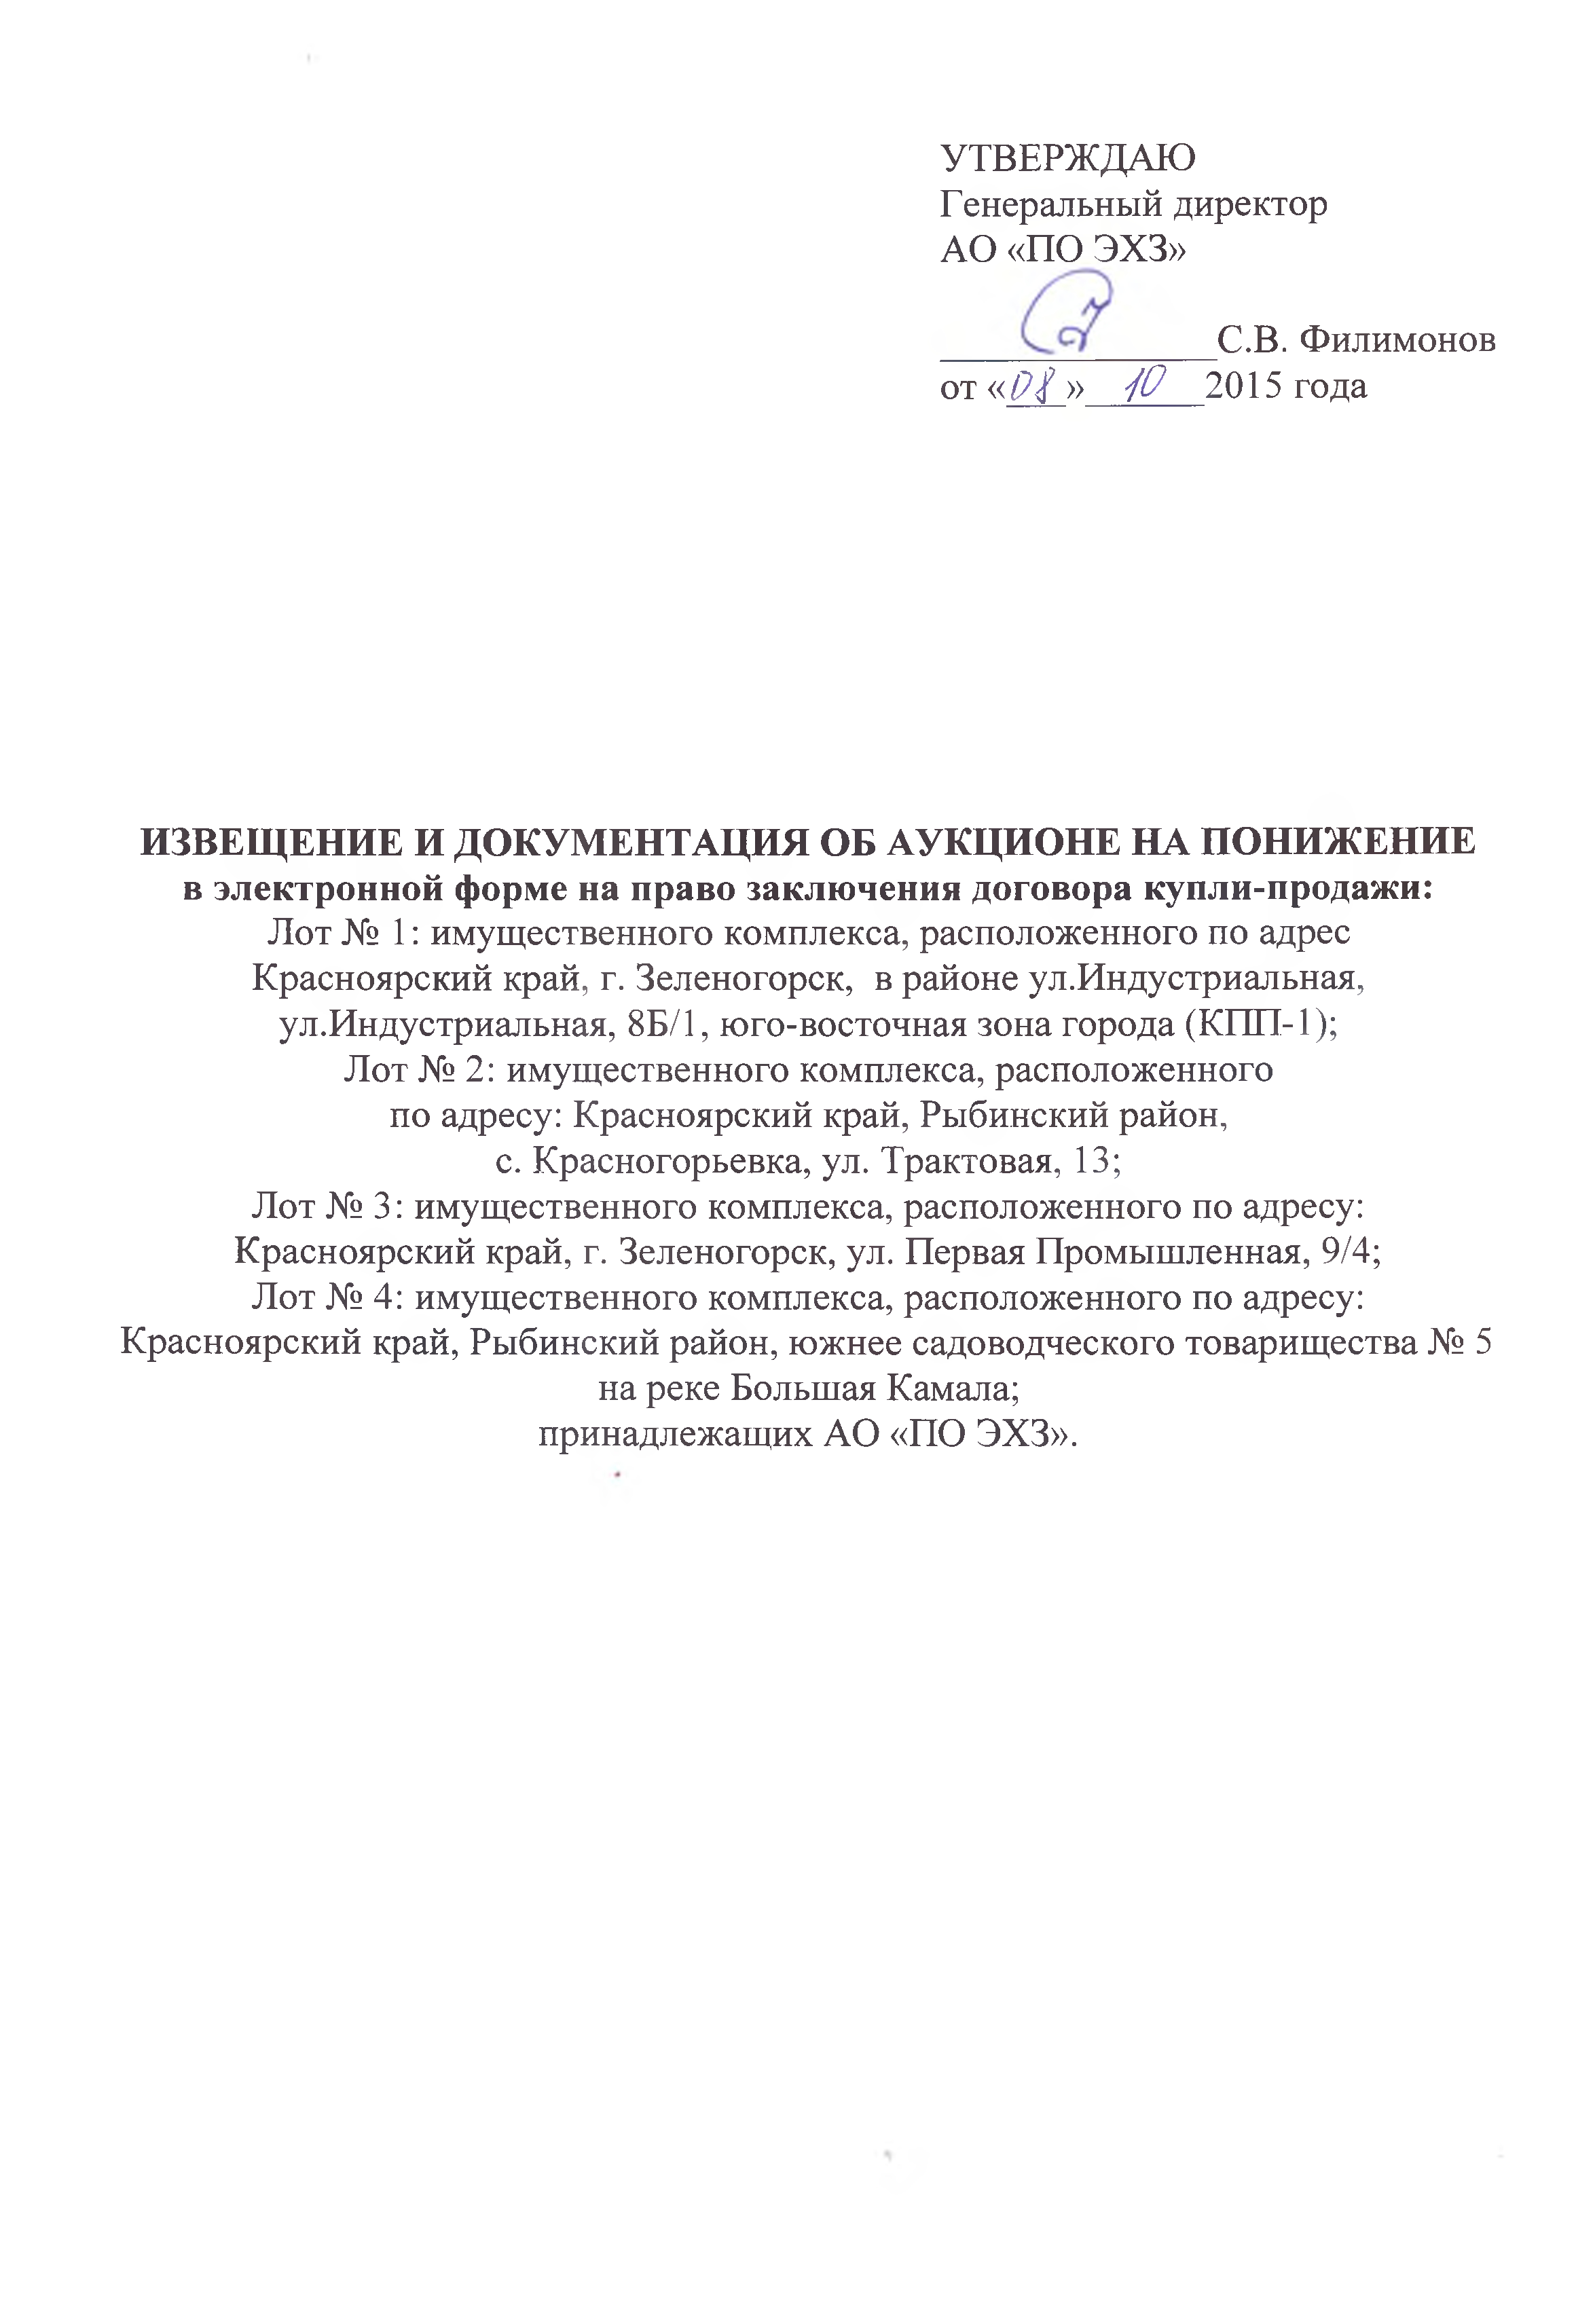 УТВЕРЖДАЮ
Генеральный директор
АО «ПО ЭХЗ»
С.В. Филимонов
от «08» 10 2015 года
ИЗВЕЩЕНИЕ И ДОКУМЕНТАЦИЯ ОБ АУКЦИОНЕ НА ПОНИЖЕНИЕ
в электронной форме на право заключения договора купли-продажи:
Лот № 1: имущественного комплекса, расположенного по адрес
Красноярский край, г. Зеленогорск, в районе ул.Индустриальная,
ул.Индустриальная, 8Б/1, юго-восточная зона города (КПП-1);
Лот № 2: имущественного комплекса, расположенного
по адресу: Красноярский край, Рыбинский район,
с. Красногорьевка, ул. Трактовая, 13;
Лот № 3: имущественного комплекса, расположенного по адресу:
Красноярский край, г. Зеленогорск, ул. Первая Промышленная, 9/4;
Лот № 4: имущественного комплекса, расположенного по адресу:
Красноярский край, Рыбинский район, южнее садоводческого товарищества № 5
на реке Большая Камала;
принадлежащих АО «ПО ЭХЗ».